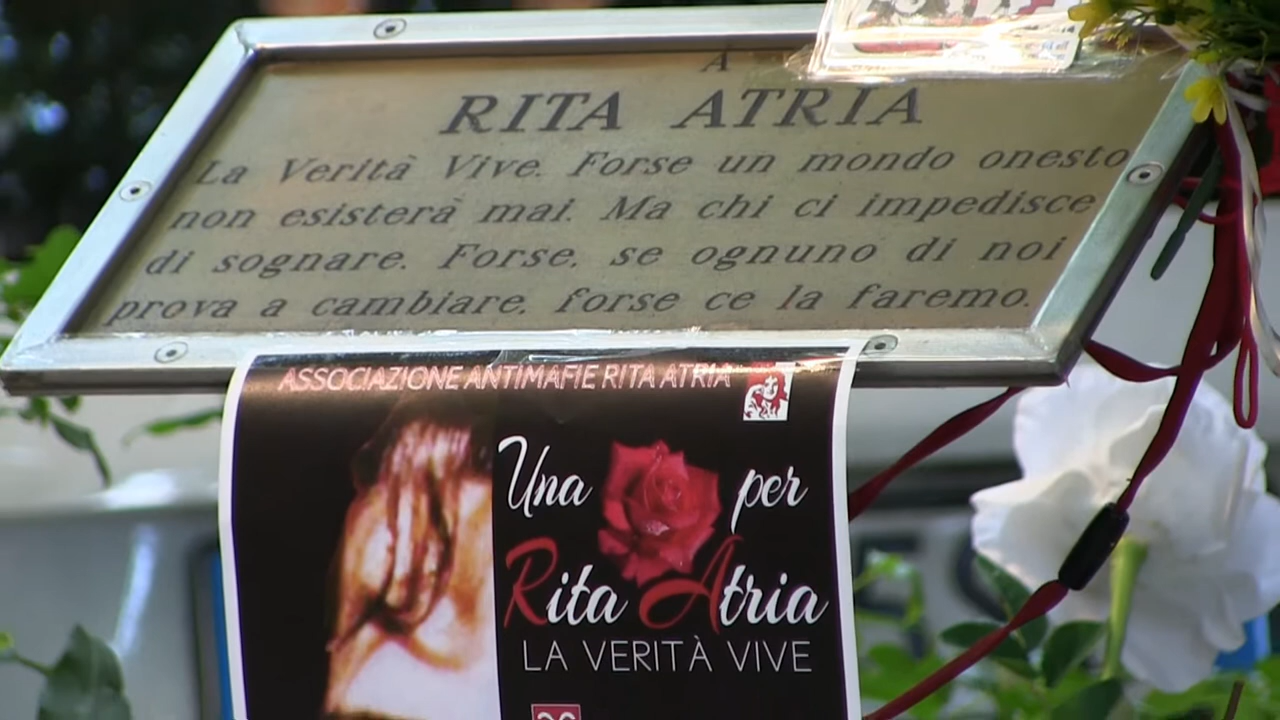 A
RITA ATRIA
La Verità Vive. Forse un mondo onesto
non esisterà mai. Ma chi ci impedisce
di sognare. Forse, se ognuno di noi
prova a cambiare, forse ce la faremo.
ASSOCIAZIONE ANTIMAFIE RITA ATRIA
Una per
Rita Atria
LA VERITÀ VIVE